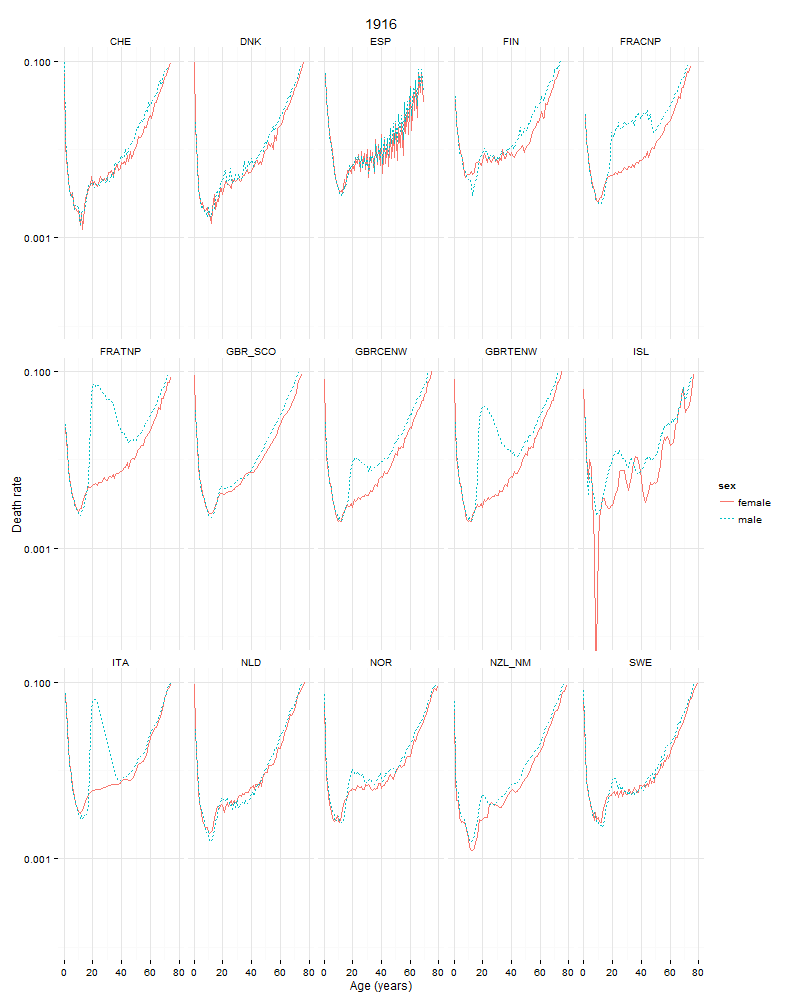 1916
CHE DNK ESP FIN FRACNP
0.100
0.001
FRATNP GBR_SCO GBRCENW GBRTENW ISL
0.100
0.001
Death rate
sex
female
male
ITA NLD NOR NZL_NM SWE
0.100
0.001
0 20 40 60 80 0 20 40 60 80 0 20 40 60 80 0 20 40 60 80 0 20 40 60 80
Age (years)